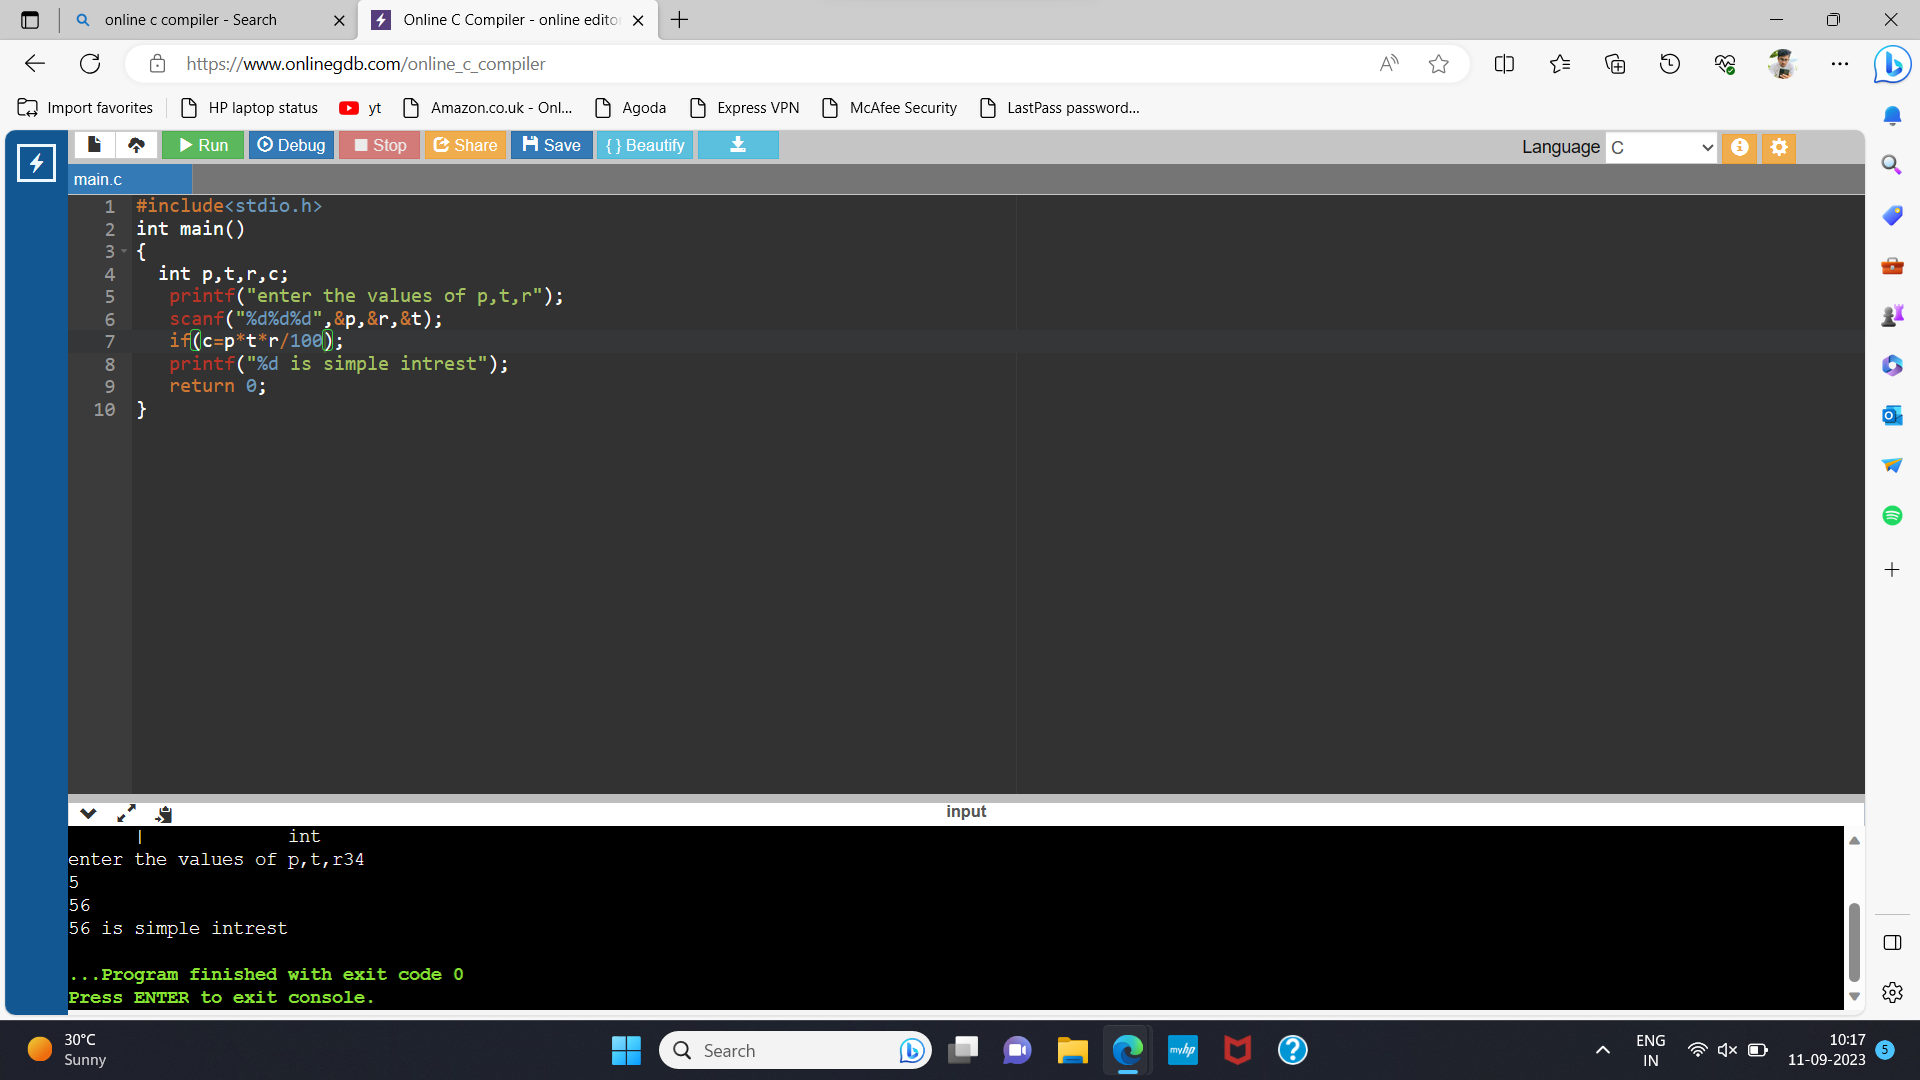 online c compiler - Search
Online C Compiler - online edito
https://www.onlinegdb.com/online_c_compiler
Import favorites
HP laptop status
yt
Amazon.co.uk - Onl...
Agoda
Express VPN
McAfee Security
LastPass password...
Run
Debug
Stop
Share
Save
{ } Beautify
Language C
main.c
1 #include<stdio.h>
2 int main()
3 {
4 int p,t,r,c;
5 printf("enter the values of p,t,r");
6 scanf("%d%d%d",&p,&r,&t);
7 if(c=p*t*r/100);
8 printf("%d is simple intrest");
9 return 0;
10 }
input
| int
enter the values of p,t,r34
5
56
56 is simple intrest
...Program finished with exit code 0
Press ENTER to exit console.
30°C
Sunny
Search
myhp
ENG
IN
10:17
11-09-2023
5